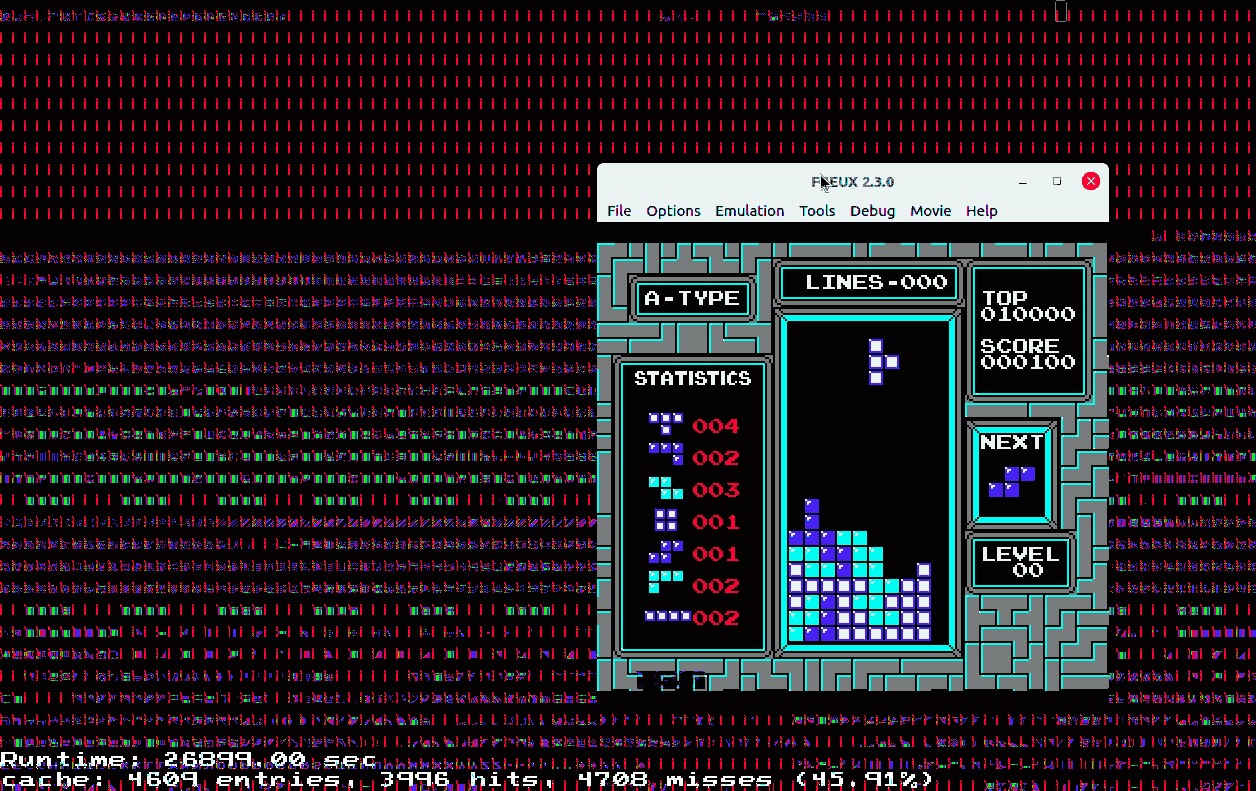 FCEUX 2.3.0
File Options Emulation Tools Debug Movie Help
LINES-000
A-TYPE
TOP
010000
SCORE
000100
STATISTICS
004
002
003
001
001
002
002
NEXT
LEVEL
00
Runtime: 26899.00 sec
cache: 4609 entries, 3996 hits, 4708 misses (45.91%)